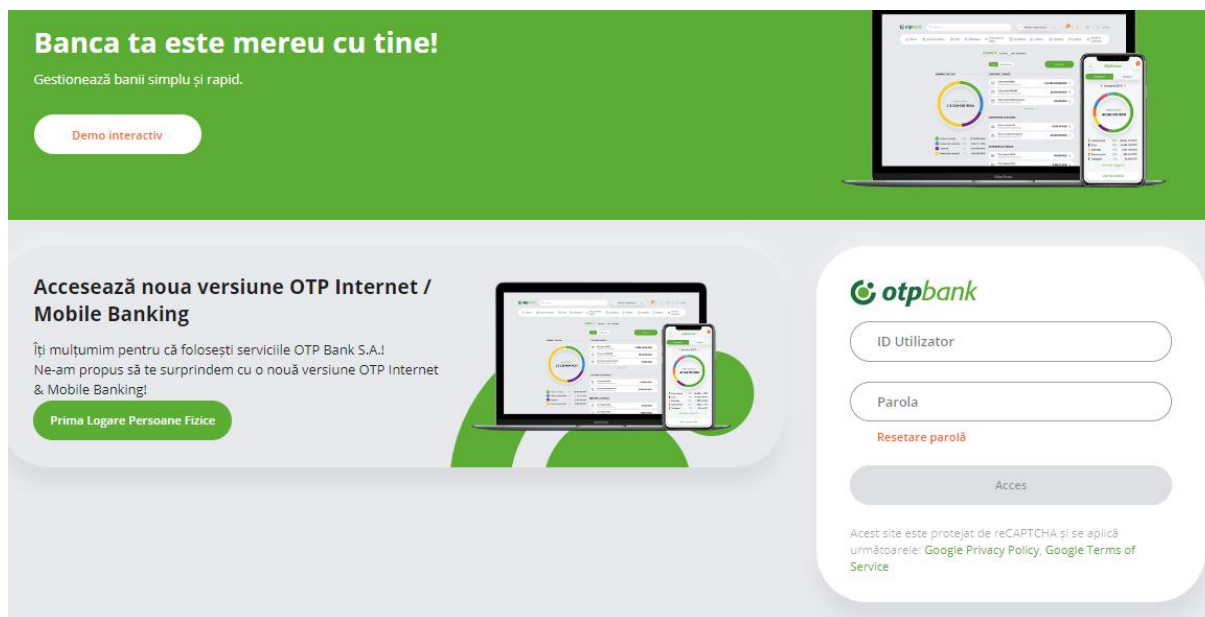 Banca ta este mereu cu tine!
Gestionează banii simplu și rapid.
Demo interactiv
Accesează noua versiune OTP Internet /
Mobile Banking
Îți mulțumim pentru că folosești serviciile OTP Bank S.A.!
Ne-am propus să te surprindem cu o nouă versiune OTP Internet
& Mobile Banking!
Prima Logare Persoane Fizice
otpbank
ID Utilizator
Parola
Resetare parolă
Acces
Acest site este protejat de reCAPTCHA și se aplică
următoarele: Google Privacy Policy, Google Terms of
Service